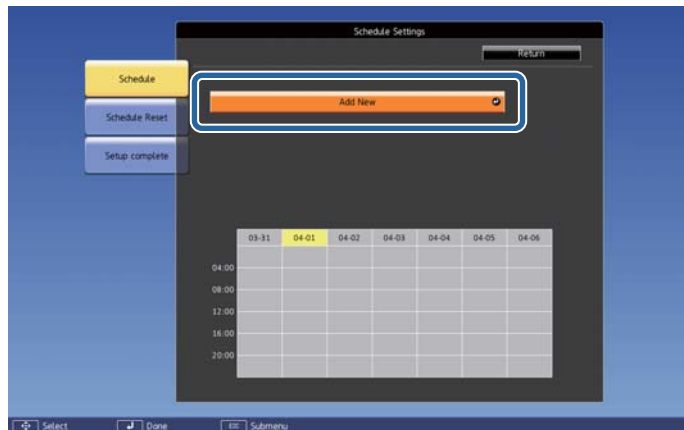 Schedule Settings
Return
Schedule
Add New
Schedule Reset
Setup complete
03-31 04-01 04-02 04-03 04-04 04-05 04-06
04:00
08:00
12:00
16:00
20:00
Select Done Esc Submenu